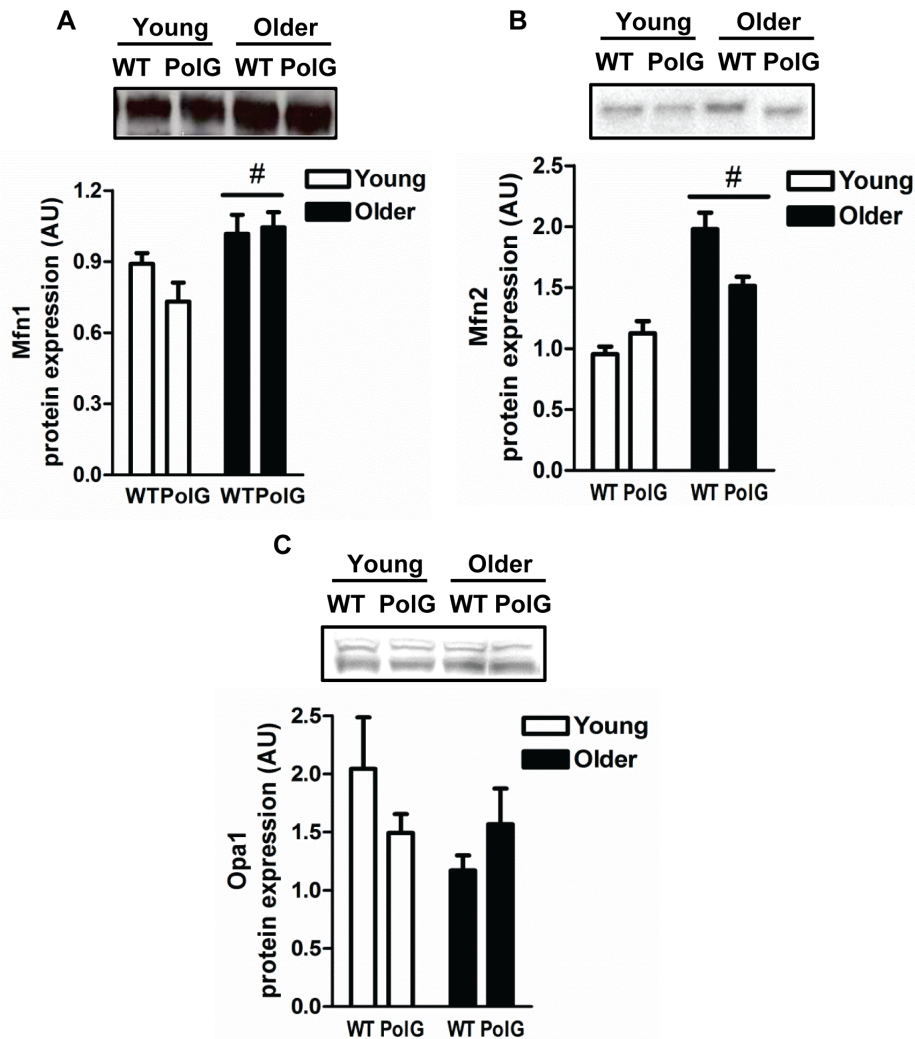 A
Young Older
WT PolG WT PolG
#
Young
Older
1.2
0.9
0.6
0.3
0.0
Mfn1
protein expression (AU)
WTPolG WTPolG
B
Young Older
WT PolG WT PolG
#
Young
Older
2.5
2.0
1.5
1.0
0.5
0.0
Mfn2
protein expression (AU)
WT PolG WT PolG
C
Young Older
WT PolG WT PolG
Young
Older
2.5
2.0
1.5
1.0
0.5
0.0
Opa1
protein expression (AU)
WT PolG WT PolG